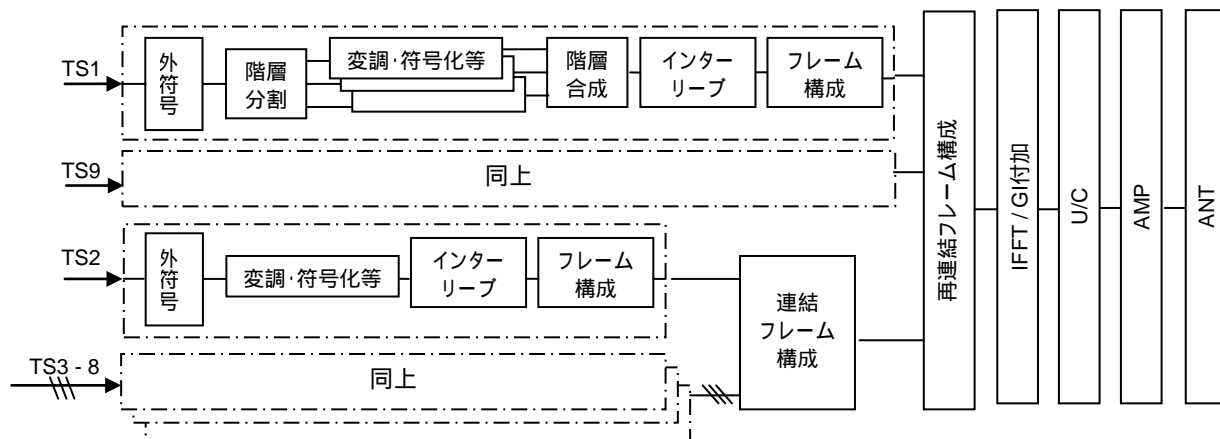 TS1
外符号
階層
分割
変調・符号化等
階層
合成
インター
リーブ
フレーム
構成
TS9
同上
TS2
外符号
変調・符号化等
インター
リーブ
フレーム
構成
TS3 - 8
同上
連結
フレーム
構成
再連結フレーム構成
IFFT / GI付加
U/C
AMP
ANT